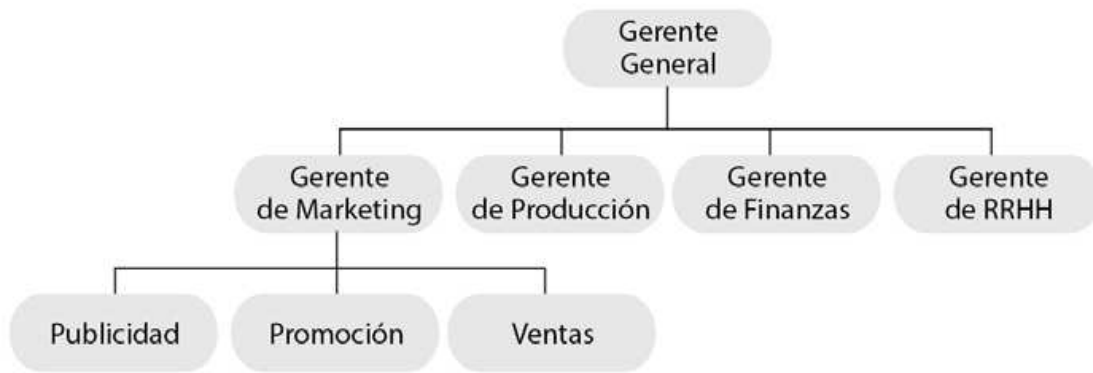 Gerente
General
Gerente
de Marketing
Gerente
de Producción
Gerente
de Finanzas
Gerente
de RRHH
Publicidad
Promoción
Ventas